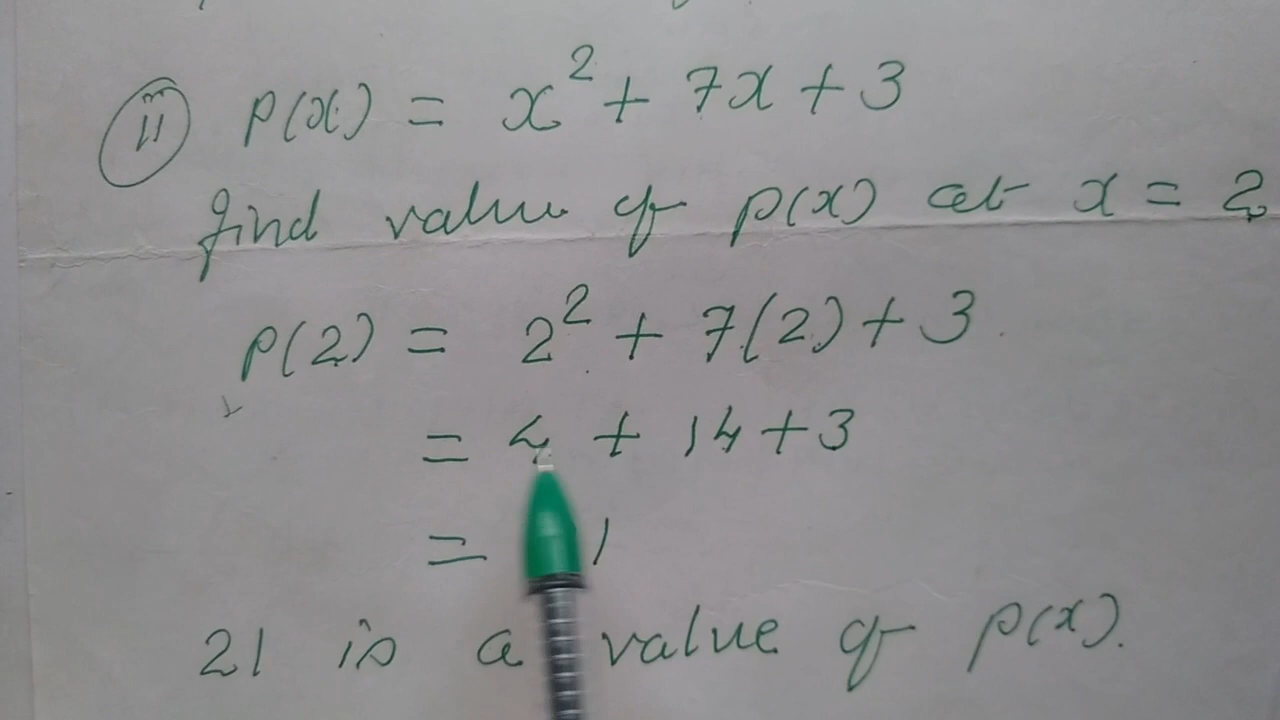 ii P(x) = x² + 7x + 3
find value of p(x) at x = 2
P(2) = 2² + 7(2) + 3
= 4 + 14 + 3
= 1
21 is a value of p(x).